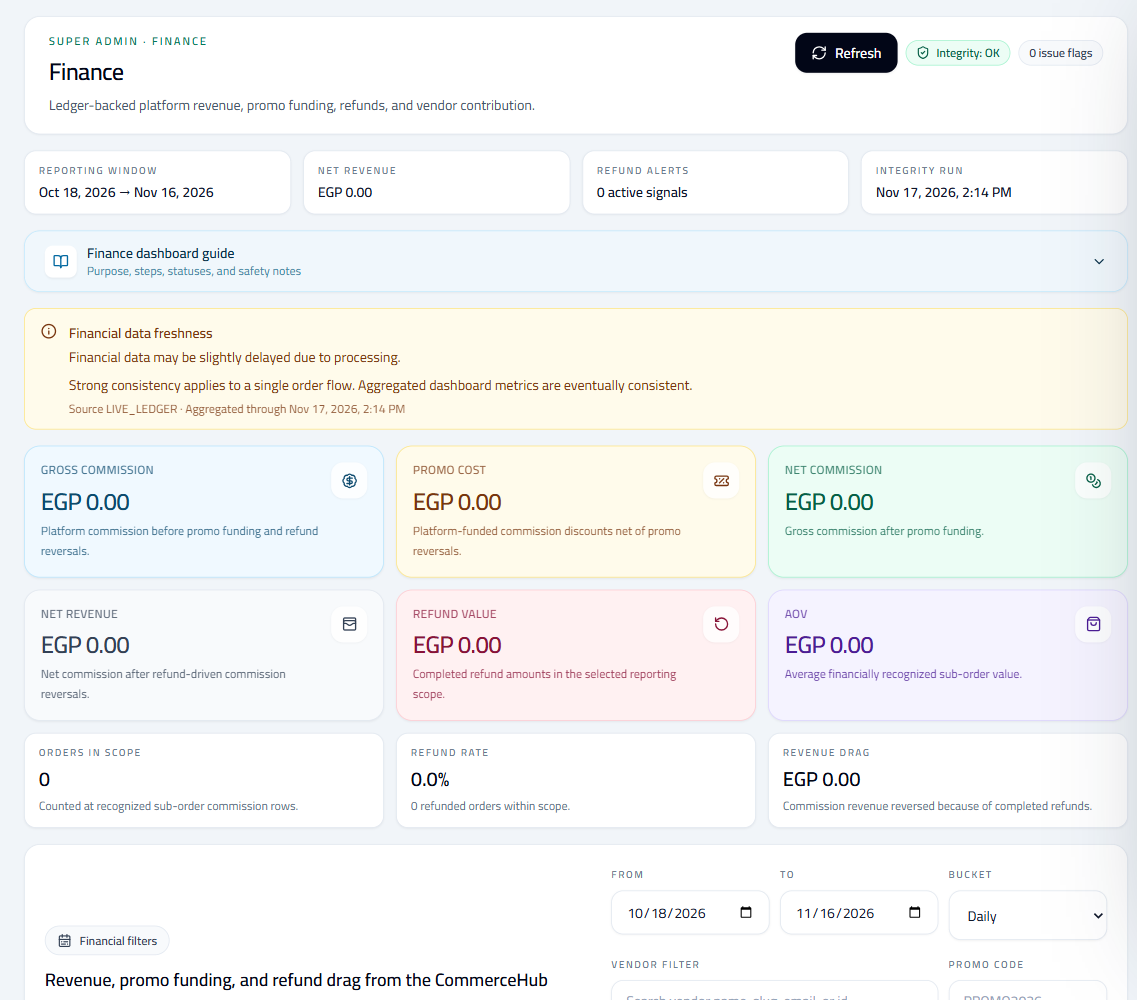 SUPER ADMIN · FINANCE
Finance
Ledger-backed platform revenue, promo funding, refunds, and vendor contribution.
Refresh
Integrity: OK
0 issue flags
REPORTING WINDOW
Oct 18, 2026 → Nov 16, 2026
NET REVENUE
EGP 0.00
REFUND ALERTS
0 active signals
INTEGRITY RUN
Nov 17, 2026, 2:14 PM
Finance dashboard guide
Purpose, steps, statuses, and safety notes
Financial data freshness
Financial data may be slightly delayed due to processing.
Strong consistency applies to a single order flow. Aggregated dashboard metrics are eventually consistent.
Source LIVE_LEDGER · Aggregated through Nov 17, 2026, 2:14 PM
GROSS COMMISSION
EGP 0.00
Platform commission before promo funding and refund
reversals.
PROMO COST
EGP 0.00
Platform-funded commission discounts net of promo
reversals.
NET COMMISSION
EGP 0.00
Gross commission after promo funding.
NET REVENUE
EGP 0.00
Net commission after refund-driven commission
reversals.
REFUND VALUE
EGP 0.00
Completed refund amounts in the selected reporting
scope.
AOV
EGP 0.00
Average financially recognized sub-order value.
ORDERS IN SCOPE
0
Counted at recognized sub-order commission rows.
REFUND RATE
0.0%
0 refunded orders within scope.
REVENUE DRAG
EGP 0.00
Commission revenue reversed because of completed refunds.
Financial filters
Revenue, promo funding, and refund drag from the CommerceHub
FROM
10/18/2026
TO
11/16/2026
BUCKET
Daily
VENDOR FILTER
Search vendor name, slug, email, or id
PROMO CODE
PROMO2026